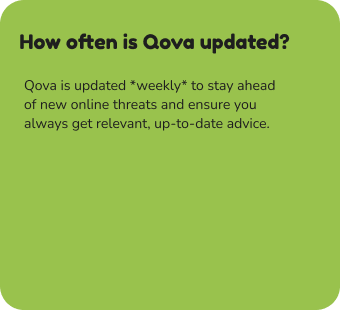 How often is Qova updated?
Qova is updated *weekly* to stay ahead
of new online threats and ensure you
always get relevant, up-to-date advice.